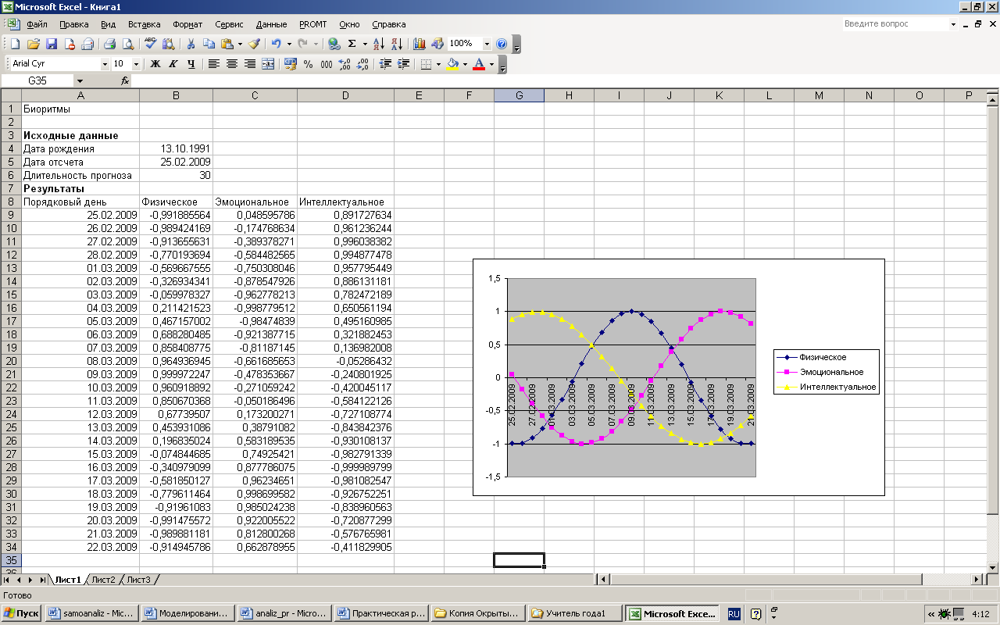 Microsoft Excel - Книга1
Файл Правка Вид Вставка Формат Сервис Данные PROMT Окно Справка Введите вопрос
100%
Arial Cyr 10 Ж К Ч % 000
G35 fx
A B C D E F G H I J K L M N O P
1 Биоритмы
2
3 Исходные данные
4 Дата рождения 13.10.1991
5 Дата отсчета 25.02.2009
6 Длительность прогноза 30
7 Результаты
8 Порядковый день Физическое Эмоциональное Интеллектуальное
9 25.02.2009 -0,991885564 0,048595786 0,891727634
10 26.02.2009 -0,989424169 -0,174768634 0,961236244
11 27.02.2009 -0,913655631 -0,389378271 0,996038382
12 28.02.2009 -0,770193694 -0,584482565 0,994877478
13 01.03.2009 -0,569667555 -0,750308046 0,957795449
14 02.03.2009 -0,326934341 -0,878547926 0,886131181
15 03.03.2009 -0,059978327 -0,962778213 0,782472189
16 04.03.2009 0,211421523 -0,998779512 0,650561194
17 05.03.2009 0,467157002 -0,98474839 0,495160985
18 06.03.2009 0,688280485 -0,921387715 0,321882453
19 07.03.2009 0,858408775 -0,81187145 0,136982008
20 08.03.2009 0,964936945 -0,661685653 -0,05286432
21 09.03.2009 0,999972247 -0,478353667 -0,240801925
22 10.03.2009 0,960918892 -0,271059242 -0,420045117
23 11.03.2009 0,850670368 -0,050186496 -0,584122126
24 12.03.2009 0,67739507 0,173200271 -0,727108774
25 13.03.2009 0,453931086 0,38791082 -0,843842376
26 14.03.2009 0,196802024 0,583189535 -0,930108137
27 15.03.2009 -0,074844685 0,74925421 -0,982791339
28 16.03.2009 -0,340979099 0,877786075 -0,999989799
29 17.03.2009 -0,581850127 0,96234651 -0,981082547
30 18.03.2009 -0,779611464 0,998699582 -0,926752251
31 19.03.2009 -0,91961083 0,985024238 -0,838960563
32 20.03.2009 -0,991475572 0,922005522 -0,720877299
33 21.03.2009 -0,989881181 0,812800268 -0,576765981
34 22.03.2009 -0,914945786 0,662878955 -0,411829905
35
1,5
1
0,5
0
-0,5
-1
-1,5
25.02.2009 27.02.2009 01.03.2009 03.03.2009 05.03.2009 07.03.2009 09.03.2009 11.03.2009 13.03.2009 15.03.2009 17.03.2009 19.03.2009 21.03.2009
Физическое
Эмоциональное
Интеллектуальное
Лист1 Лист2 Лист3
Готово
Пуск samoanaliz - Mic... Моделировани... analiz_pr - Micro... Практическая р... Копия Окрыты... Учитель года1 Microsoft Exce... RU « 4:12